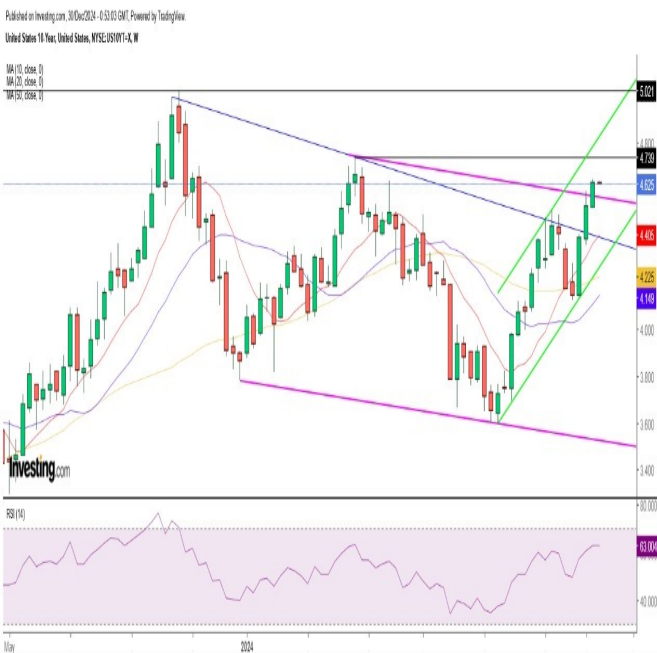 Published on Investing.com, 30/Dec/2024 - 0:53:03 GMT, Powered by TradingView.
United States 10-Year, United States, NYSE:US10YT=X, W
MA (10, close, 0)
MA (20, close, 0)
MA (50, close, 0)
5.021
4.800
4.739
4.625
4.405
4.225
4.149
4.000
3.800
3.600
3.400
Investing.com
RSI (14)
80.000
63.004
40.000
May
2024